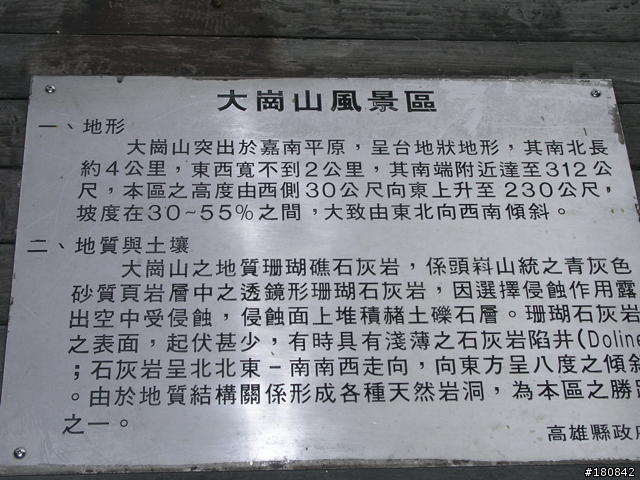 大崗山風景區
一、地形
大崗山突出於嘉南平原，呈台地狀地形，其南北長
約4公里，東西寬不到2公里，其南端附近達至312公
尺，本區之高度由西側30公尺向東上升至230公尺，
坡度在30~55%之間，大致由東北向西南傾斜。
二、地質與土壤
大崗山之地質珊瑚礁石灰岩，係頭嵙山統之青灰色
砂質頁岩層中之透鏡形珊瑚石灰岩，因選擇侵蝕作用露
出空中受侵蝕，侵蝕面上堆積赭土礫石層。珊瑚石灰岩
之表面，起伏甚少，有時具有淺薄之石灰岩陷井(Doline
；石灰岩呈北北東－南南西走向，向東方呈八度之傾斜
。由於地質結構關係形成各種天然岩洞，為本區之勝
之一。
高雄縣政府
#180842